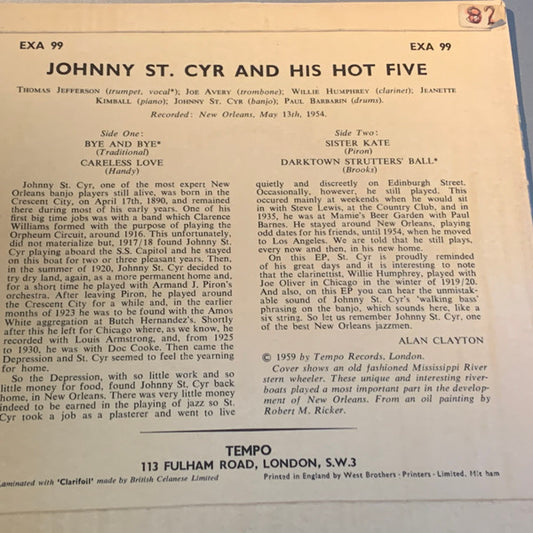 82
EXA 99 EXA 99
JOHNNY ST. CYR AND HIS HOT FIVE
THOMAS JEFFERSON (trumpet, vocal*); JOE AVERY (trombone); WILLIE HUMPHREY (clarinet); JEANETTE
KIMBALL (piano); JOHNNY ST. CYR (banjo); PAUL BARBARIN (drums).
Recorded: New Orleans, May 13th, 1954.
Side One:
BYE AND BYE*
(Traditional)
CARELESS LOVE
(Handy)
Side Two:
SISTER KATE
(Piron)
DARKTOWN STRUTTERS' BALL*
(Brooks)
Johnny St. Cyr, one of the most expert New
Orleans banjo players still alive, was born in the
Crescent City, on April 17th, 1890, and remained
there during most of his early years. One of his
first big time jobs was with a band which Clarence
Williams formed with the purpose of playing the
Orpheum Circuit, around 1916. This unfortunately,
did not materialize but, 1917/18 found Johnny St.
Cyr playing aboard the S.S. Capitol and he stayed
on this boat for two or three pleasant years. Then,
in the summer of 1920, Johnny St. Cyr decided to
try dry land, again, as a more permanent home and,
for a short time he played with Armand J. Piron's
orchestra. After leaving Piron, he played around
the Crescent City for a while and, in the earlier
months of 1923 he was to be found with the Amos
White aggregation at Butch Hernandez's. Shortly
after this he left for Chicago where, as we know, he
recorded with Louis Armstrong, and, from 1925
to 1930, he was with Doc Cooke. Then came the
Depression and St. Cyr seemed to feel the yearning
for home.
So the Depression, with so little work and so
little money for food, found Johnny St. Cyr back
home, in New Orleans. There was very little money
indeed to be earned in the playing of jazz so St.
Cyr took a job as a plasterer and went to live
quietly and discreetly on Edinburgh Street.
Occasionally, however, he still played. This
occured mainly at weekends when he would sit
in with Steve Lewis, at the Country Club, and in
1935, he was at Mamie's Beer Garden with Paul
Barnes. He stayed around New Orleans, playing
odd dates for his friends, until 1954, when he moved
to Los Angeles. We are told that he still plays,
every now and then, in his new home.
On this EP, St. Cyr is proudly reminded
of his great days and it is interesting to note
that the clarinettist, Willie Humphrey, played with
Joe Oliver in Chicago in the winter of 1919/20.
And also, on this EP you can hear the unmistak-
able sound of Johnny St. Cyr's 'walking bass'
phrasing on the banjo, which sounds here, like a
six string. So let us remember Johnny St. Cyr, one
of the best New Orleans jazzmen.
ALAN CLAYTON
© 1959 by Tempo Records, London.
Cover shows an old fashioned Mississippi River
stern wheeler. These unique and interesting river-
boats played a most important part in the develop-
ment of New Orleans. From an oil painting by
Robert M. Ricker.
TEMPO
113 FULHAM ROAD, LONDON, S.W.3
Laminated with 'Clarifoil' made by British Celanese Limited
Printed in England by West Brothers · Printers · Limited. Mitcham